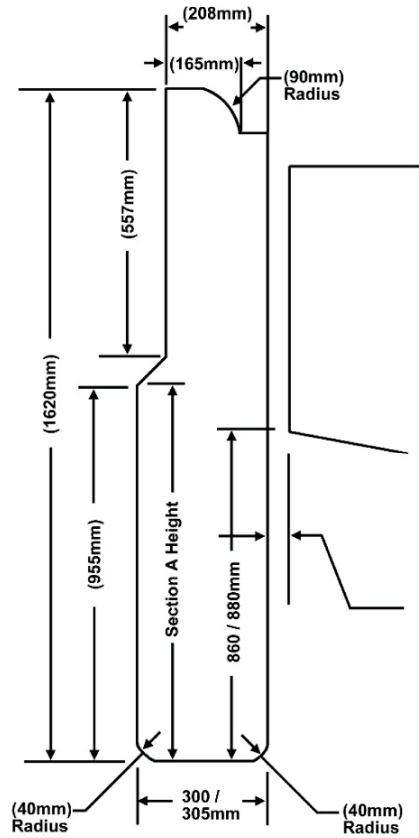 (208mm)
(165mm)
(90mm)
Radius
(557mm)
(1620mm)
(955mm)
Section A Height
860 / 880mm
(40mm)
Radius
300 /
305mm
(40mm)
Radius